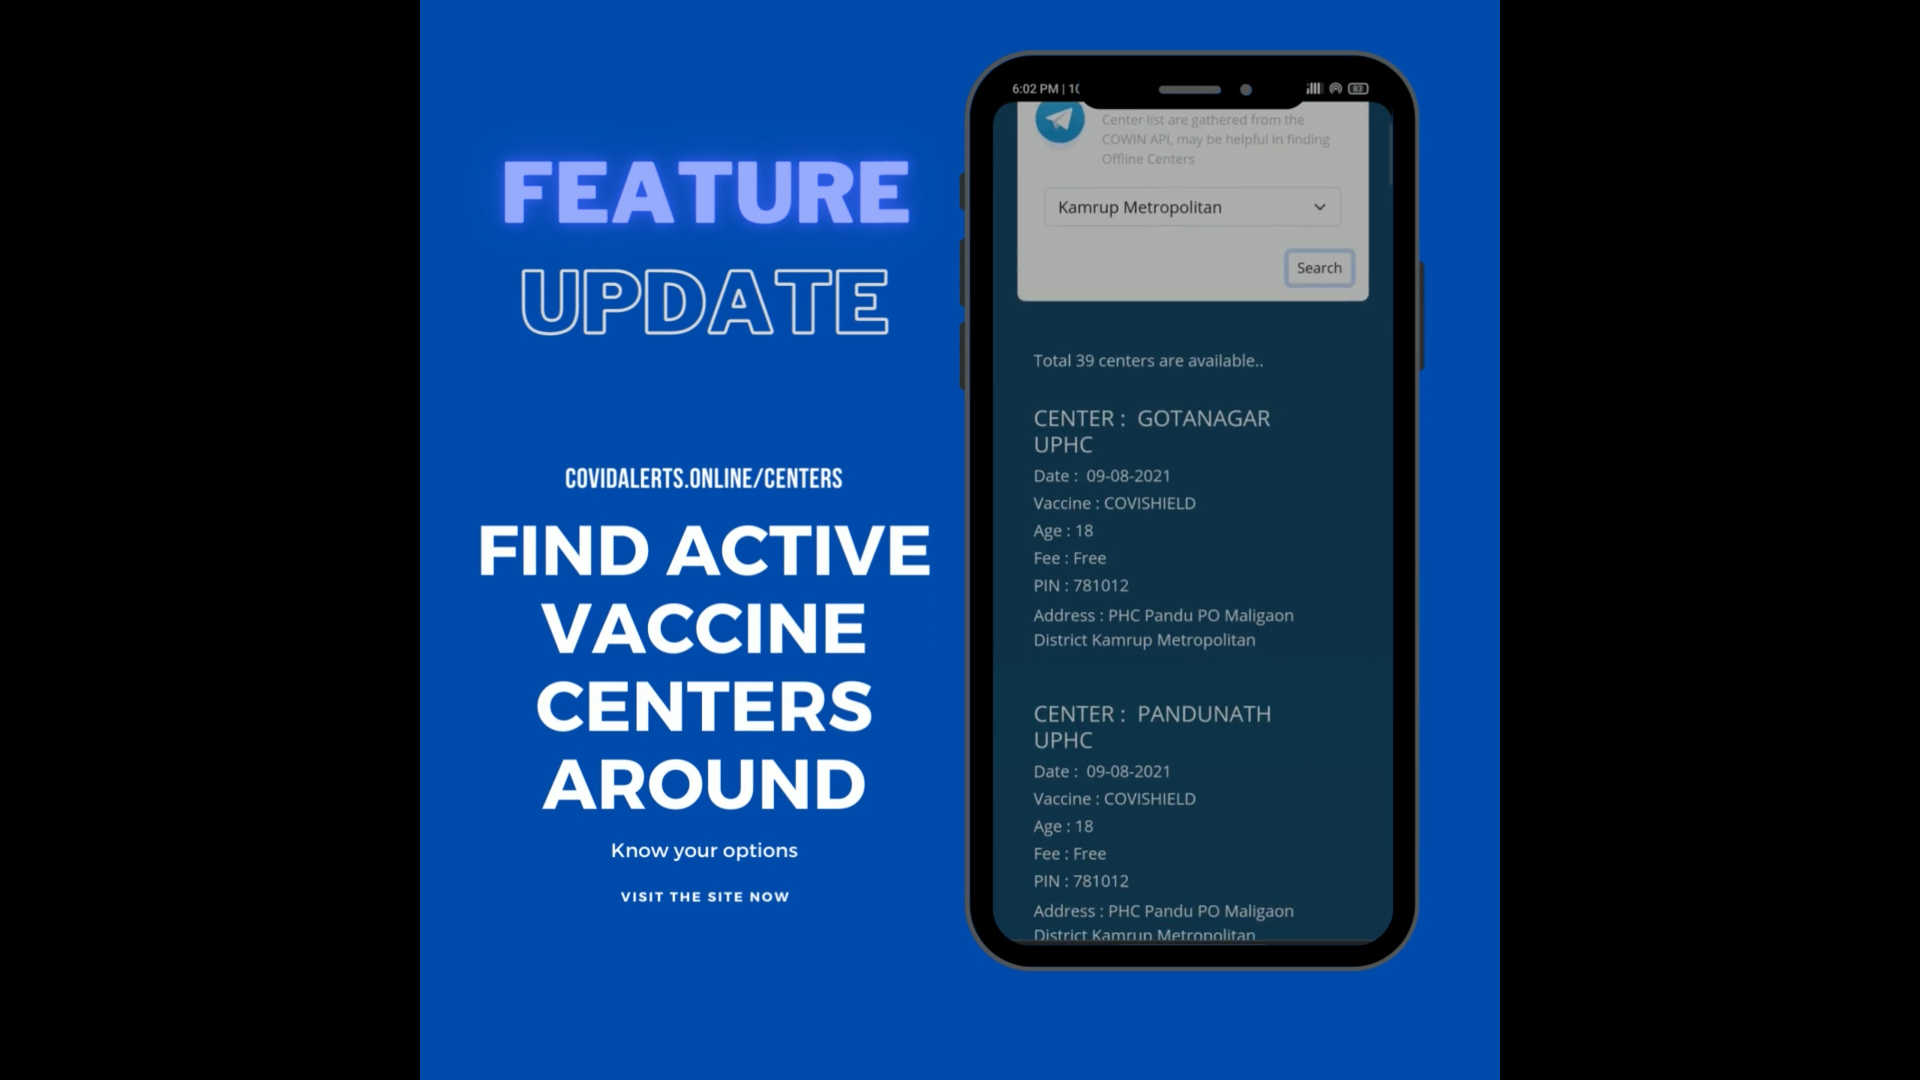 FEATURE
UPDATE
COVIDALERTS.ONLINE/CENTERS
FIND ACTIVE
VACCINE
CENTERS
AROUND
Know your options
VISIT THE SITE NOW
6:02 PM | 10
83
Center list are gathered from the
COWIN API, may be helpful in finding
Offline Centers
Kamrup Metropolitan
Search
Total 39 centers are available..
CENTER : GOTANAGAR
UPHC
Date : 09-08-2021
Vaccine : COVISHIELD
Age : 18
Fee : Free
PIN : 781012
Address : PHC Pandu PO Maligaon
District Kamrup Metropolitan
CENTER : PANDUNATH
UPHC
Date : 09-08-2021
Vaccine : COVISHIELD
Age : 18
Fee : Free
PIN : 781012
Address : PHC Pandu PO Maligaon
District Kamrup Metropolitan